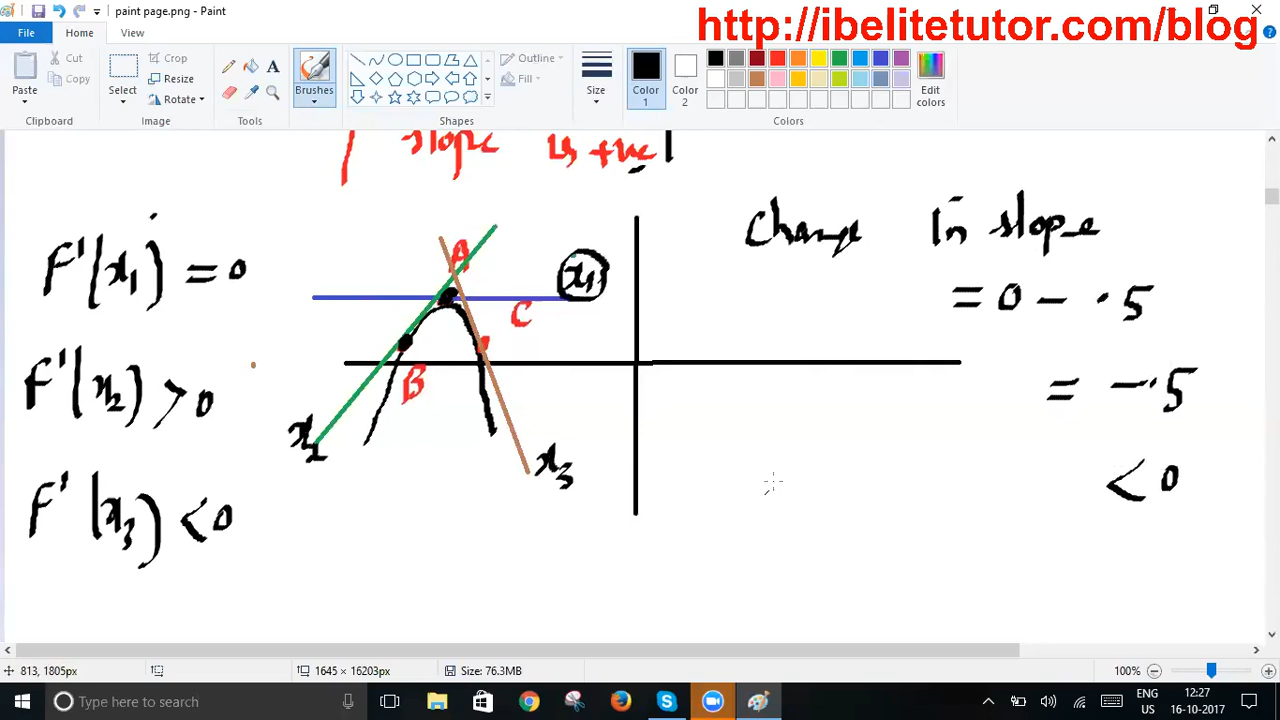 paint page.png - Paint
http://ibelitetutor.com/blog
File Home View
Paste
Cut
Copy
Clipboard
Select
Crop
Resize
Rotate
Image
Tools
Brushes
Outline
Fill
Shapes
Size
Color 1
Color 2
Edit colors
Colors
slope is +ve
F'(x1) = 0
F'(x2) > 0
F'(x3) < 0
A
x1
C
B
x2
x3
Change in slope
= 0 - .5
= -.5
< 0
813, 1805px
1645 × 16203px
Size: 76.3MB
100%
Type here to search
ENG
US
12:27
16-10-2017